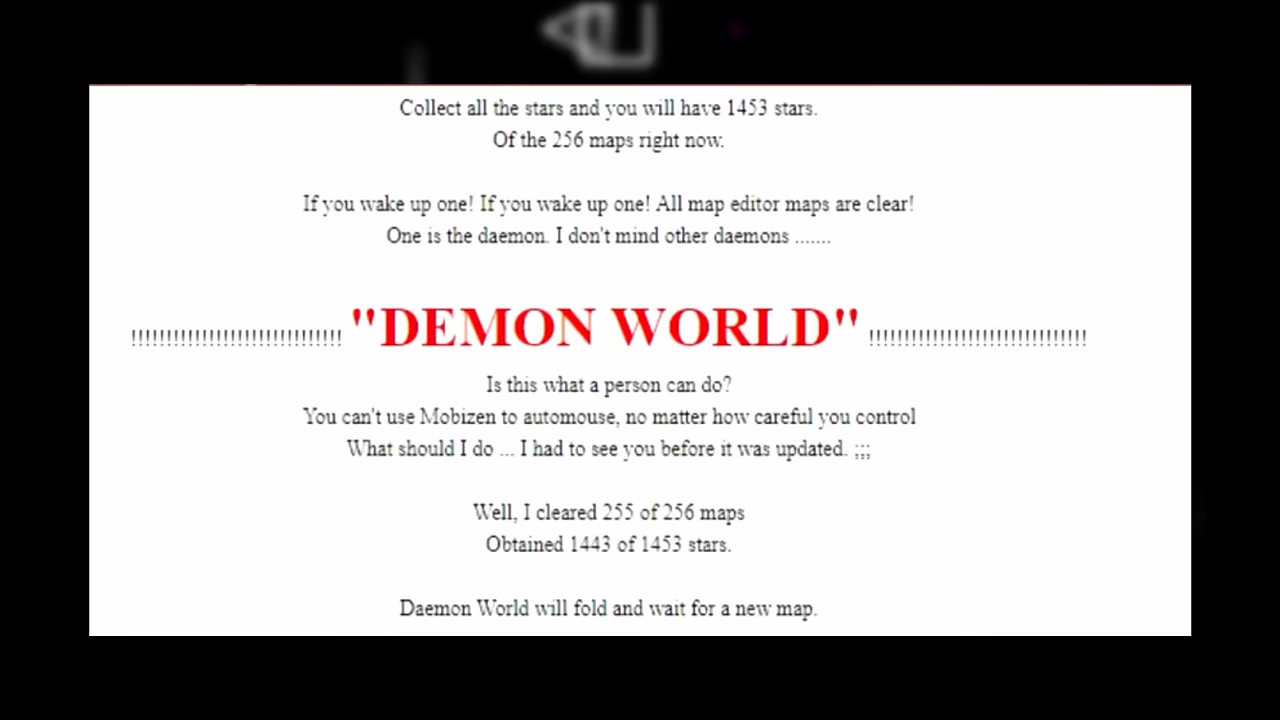 Collect all the stars and you will have 1453 stars.
Of the 256 maps right now.
If you wake up one! If you wake up one! All map editor maps are clear!
One is the daemon. I don't mind other daemons .......
!!!!!!!!!!!!!!!!!!!!!!!!!!!!!! "DEMON WORLD" !!!!!!!!!!!!!!!!!!!!!!!!!!!!!!!
Is this what a person can do?
You can't use Mobizen to automouse, no matter how careful you control
What should I do ... I had to see you before it was updated. ;;;
Well, I cleared 255 of 256 maps
Obtained 1443 of 1453 stars.
Daemon World will fold and wait for a new map.